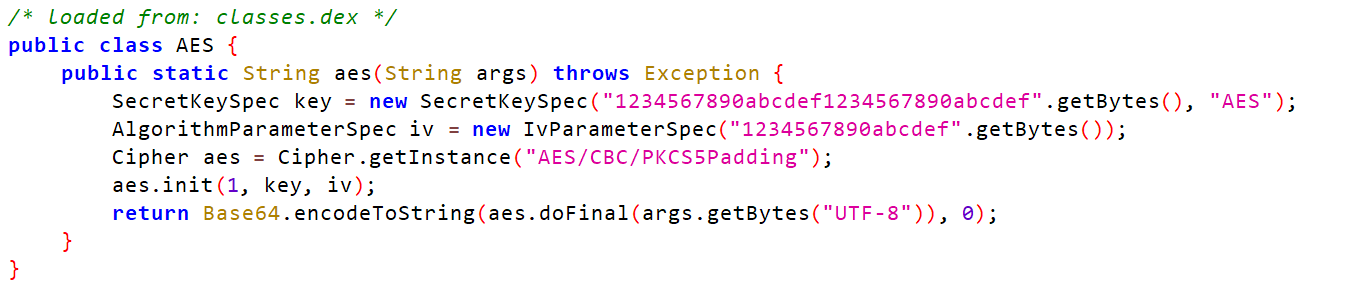 /* loaded from: classes.dex */
public class AES {
    public static String aes(String args) throws Exception {
        SecretKeySpec key = new SecretKeySpec("1234567890abcdef1234567890abcdef".getBytes(), "AES");
        AlgorithmParameterSpec iv = new IvParameterSpec("1234567890abcdef".getBytes());
        Cipher aes = Cipher.getInstance("AES/CBC/PKCS5Padding");
        aes.init(1, key, iv);
        return Base64.encodeToString(aes.doFinal(args.getBytes("UTF-8")), 0);
    }
}